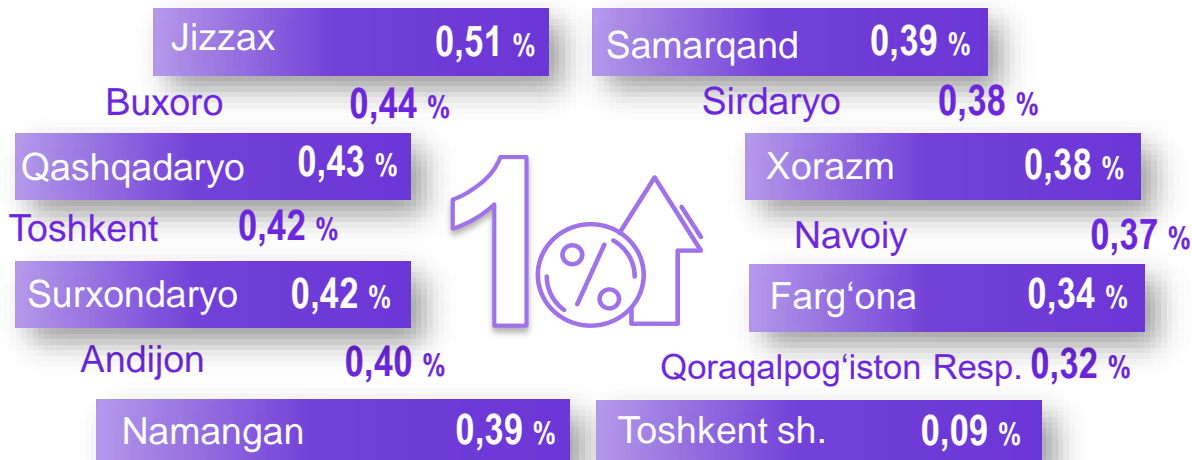 Jizzax 0,51 %
Buxoro 0,44 %
Qashqadaryo 0,43 %
Toshkent 0,42 %
Surxondaryo 0,42 %
Andijon 0,40 %
Namangan 0,39 %
1 %
Samarqand 0,39 %
Sirdaryo 0,38 %
Xorazm 0,38 %
Navoiy 0,37 %
Farg‘ona 0,34 %
Qoraqalpog‘iston Resp. 0,32 %
Toshkent sh. 0,09 %